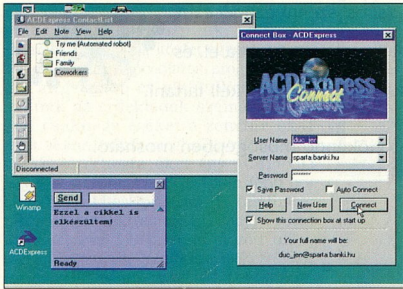 ACDExpress ContactList
File Edit Note View Help
Try me (Automated robot)
Friends
Family
Coworkers
Disconnected
Winamp
ACDExpress
Send
Ezzel a cikkel is
elkészültem!
Ready
Connect Box - ACDExpress
ACDExpress
Connect
User Name duc_jen
Server Name sparta.banki.hu
Password ********
Save Password Auto Connect
Help New User Connect
Show this connection box at start up
Your full name will be:
duc_jen@sparta.banki.hu